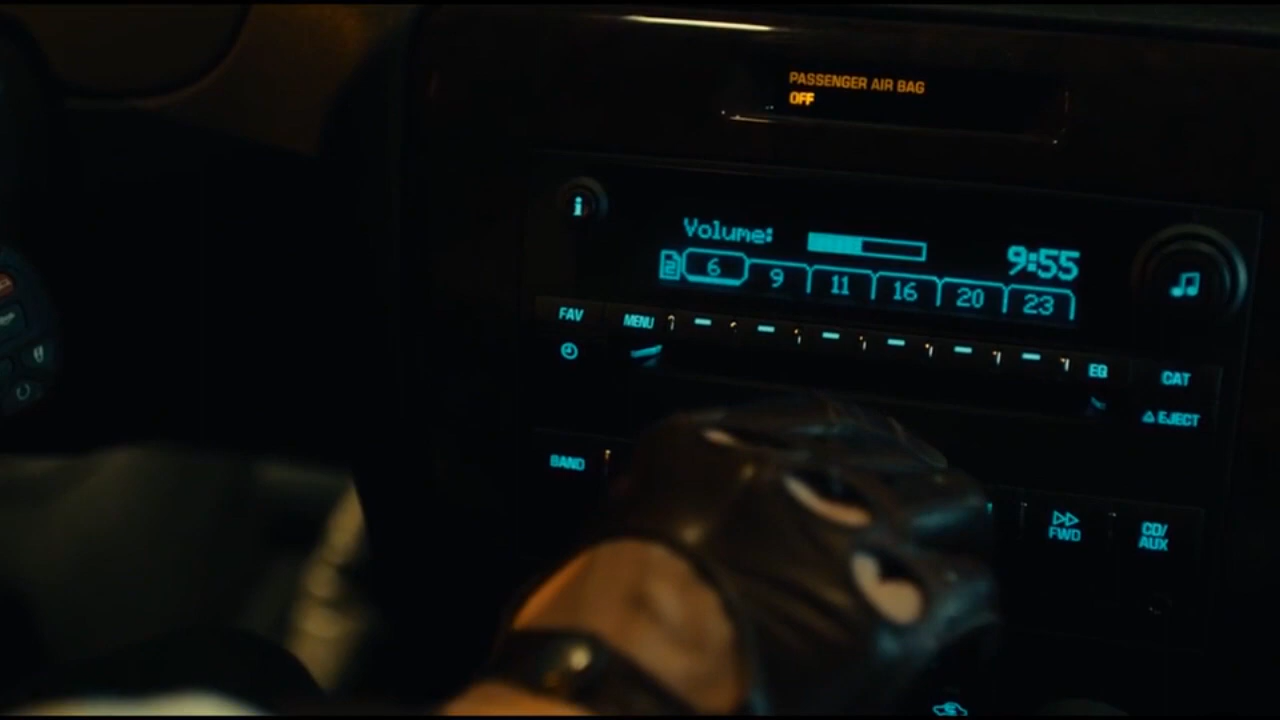 PASSENGER AIR BAG
OFF
i
Volume:
9:55
2 6 9 11 16 20 23
FAV MENU EQ CAT
EJECT
BAND
FWD CD/
AUX